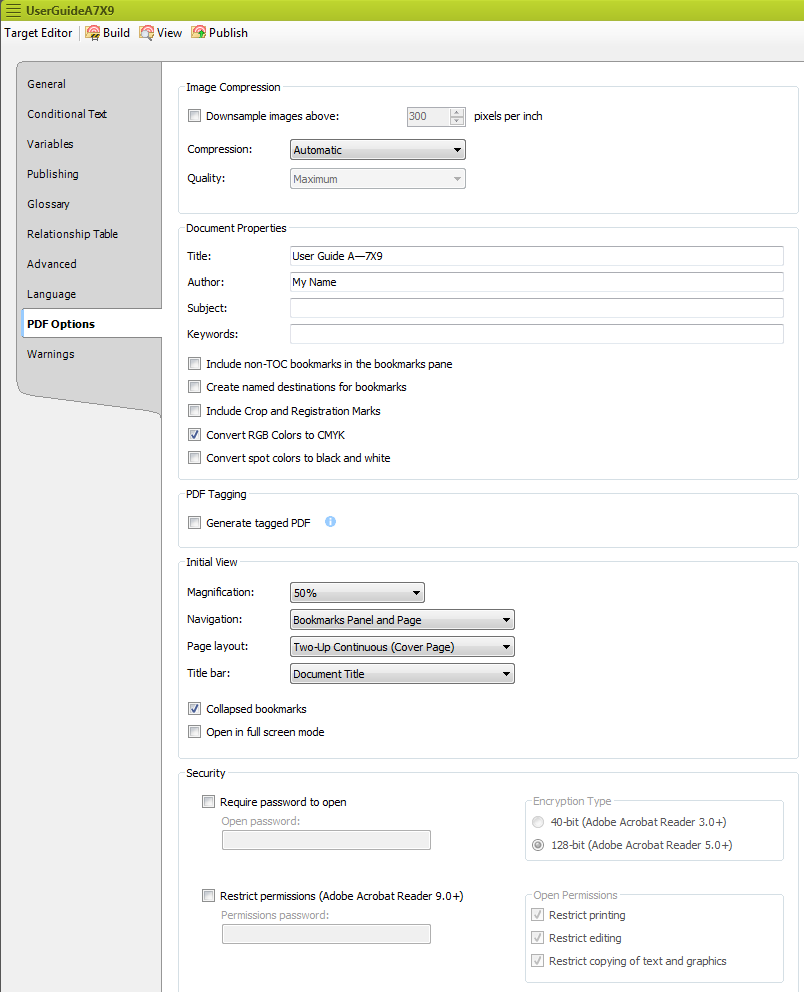 UserGuideA7X9
Target Editor Build View Publish
General
Conditional Text
Variables
Publishing
Glossary
Relationship Table
Advanced
Language
PDF Options
Warnings
Image Compression
Downsample images above: 300 pixels per inch
Compression: Automatic
Quality: Maximum
Document Properties
Title: User Guide A—7X9
Author: My Name
Subject:
Keywords:
Include non-TOC bookmarks in the bookmarks pane
Create named destinations for bookmarks
Include Crop and Registration Marks
Convert RGB Colors to CMYK
Convert spot colors to black and white
PDF Tagging
Generate tagged PDF
Initial View
Magnification: 50%
Navigation: Bookmarks Panel and Page
Page layout: Two-Up Continuous (Cover Page)
Title bar: Document Title
Collapsed bookmarks
Open in full screen mode
Security
Require password to open
Open password:
Encryption Type
40-bit (Adobe Acrobat Reader 3.0+)
128-bit (Adobe Acrobat Reader 5.0+)
Restrict permissions (Adobe Acrobat Reader 9.0+)
Permissions password:
Open Permissions
Restrict printing
Restrict editing
Restrict copying of text and graphics